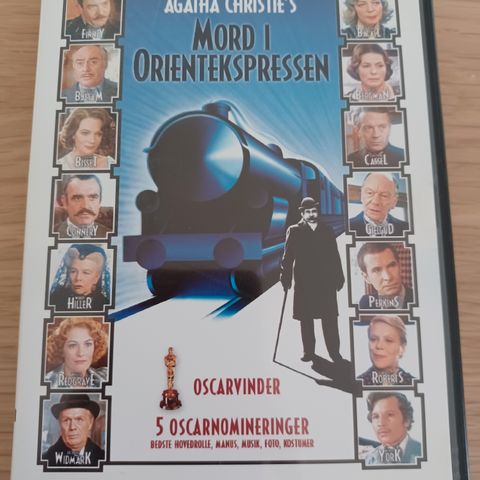 AGATHA CHRISTIE'S
MORD I
ORIENTEKSPRESSEN
FINNEY
BALSAM
BISSET
CONNERY
HILLER
REDGRAVE
WIDMARK
BACALL
BERGMAN
CASSEL
GIELGUD
PERKINS
ROBERTS
YORK
OSCARVINDER
5 OSCARNOMINERINGER
BEDSTE HOVEDROLLE, MANUS, MUSIK, FOTO, KOSTUMER